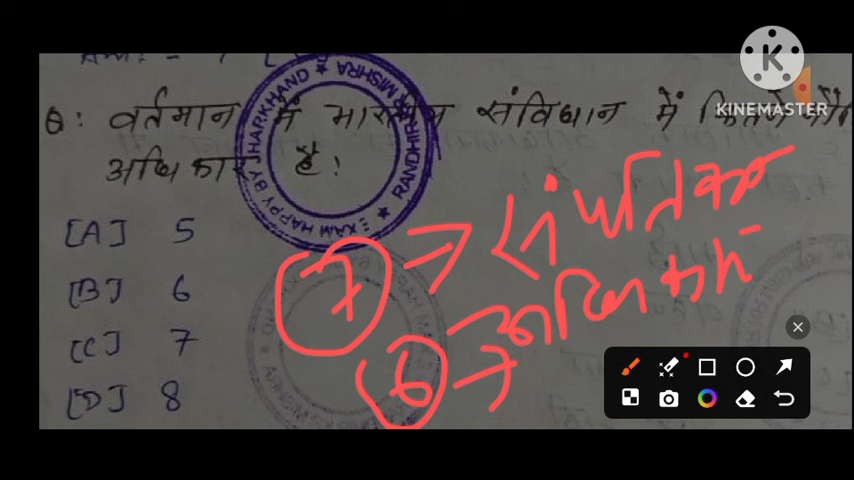 Q: वर्तमान में भारतीय संविधान में कितने
अधिकार है।
[A] 5
[B] 6
[C] 7
[D] 8
7 → संपत्ति का
अधिकार
6 →
EXAM HAPPY BY JHARKHAND ★ RANDHIR MISHRA ★
KINEMASTER